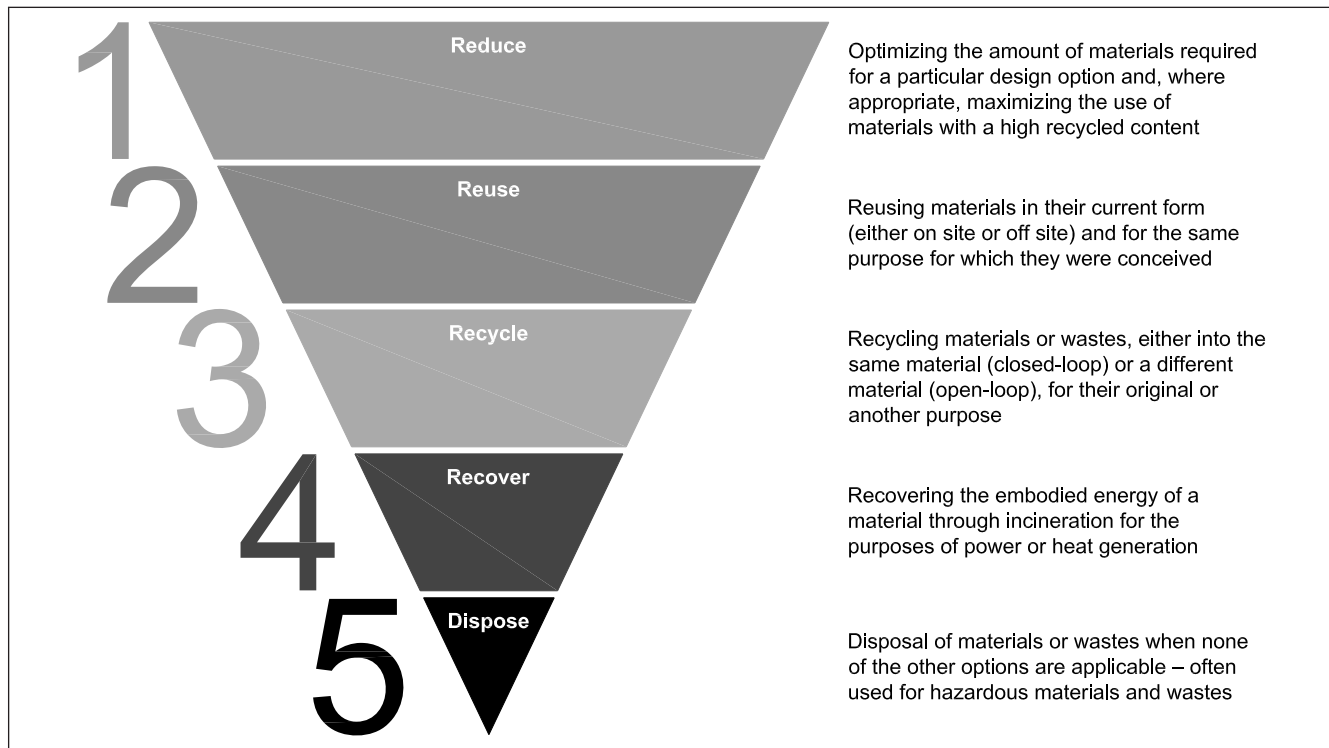 1
Reduce
Optimizing the amount of materials required
for a particular design option and, where
appropriate, maximizing the use of
materials with a high recycled content
2
Reuse
Reusing materials in their current form
(either on site or off site) and for the same
purpose for which they were conceived
3
Recycle
Recycling materials or wastes, either into the
same material (closed-loop) or a different
material (open-loop), for their original or
another purpose
4
Recover
Recovering the embodied energy of a
material through incineration for the
purposes of power or heat generation
5
Dispose
Disposal of materials or wastes when none
of the other options are applicable – often
used for hazardous materials and wastes